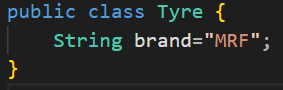 public class Tyre {
    String brand="MRF";
}